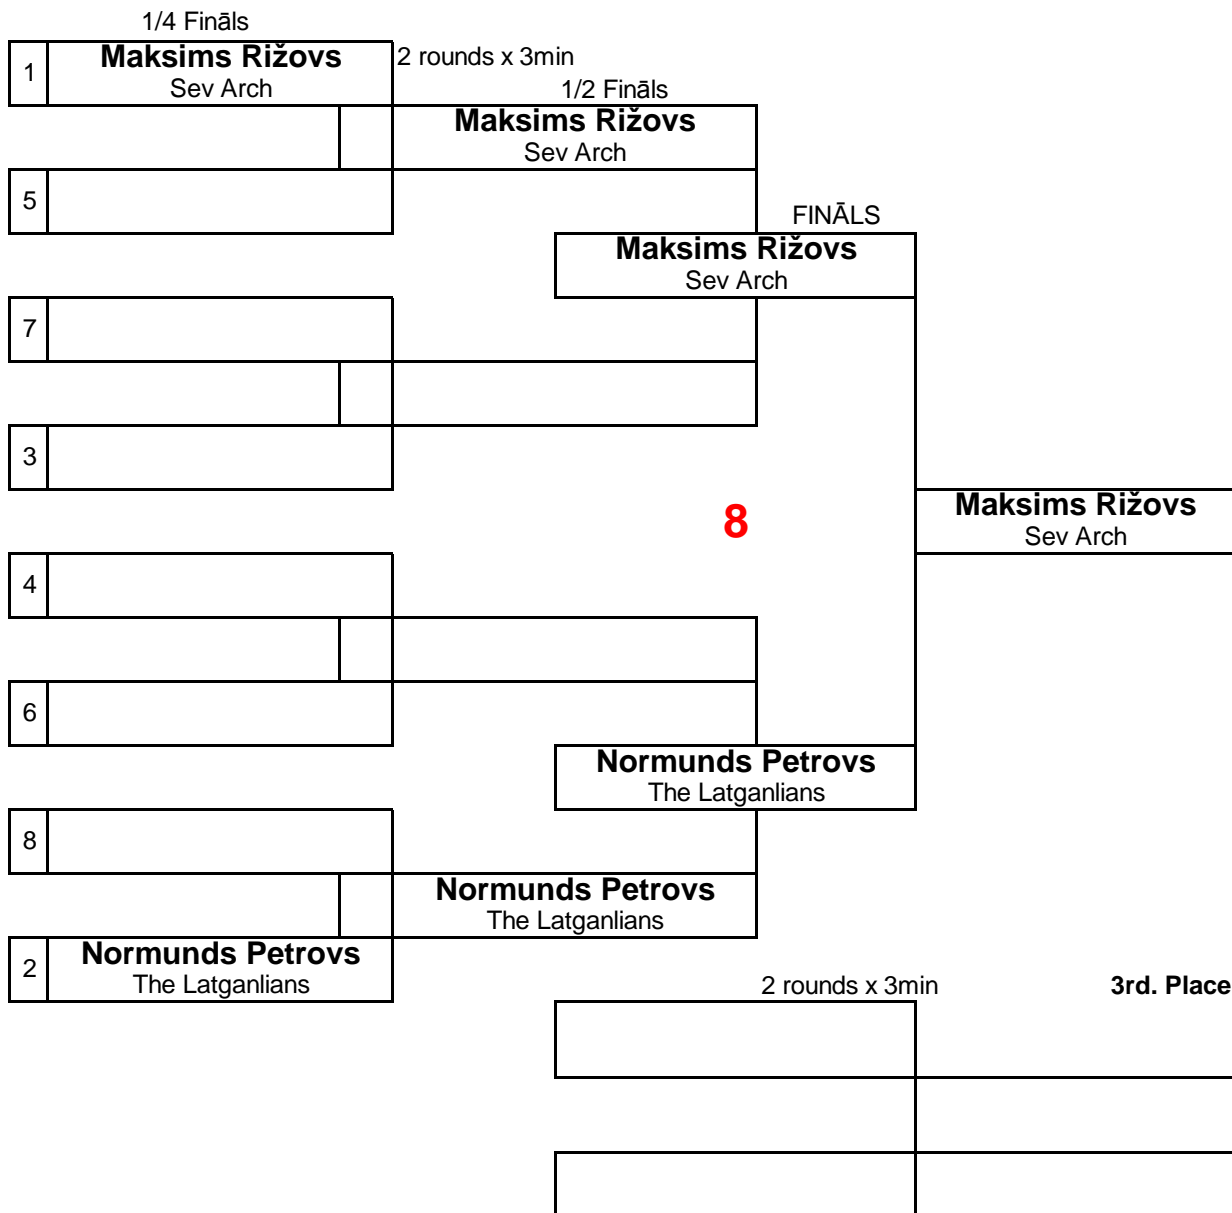 1/4 Fināls
1
Maksims Rižovs
Sev Arch
2 rounds x 3min
1/2 Fināls
Maksims Rižovs
Sev Arch
5
FINĀLS
Maksims Rižovs
Sev Arch
7
3
8
Maksims Rižovs
Sev Arch
4
6
Normunds Petrovs
The Latganlians
8
Normunds Petrovs
The Latganlians
2
Normunds Petrovs
The Latganlians
2 rounds x 3min
3rd. Place